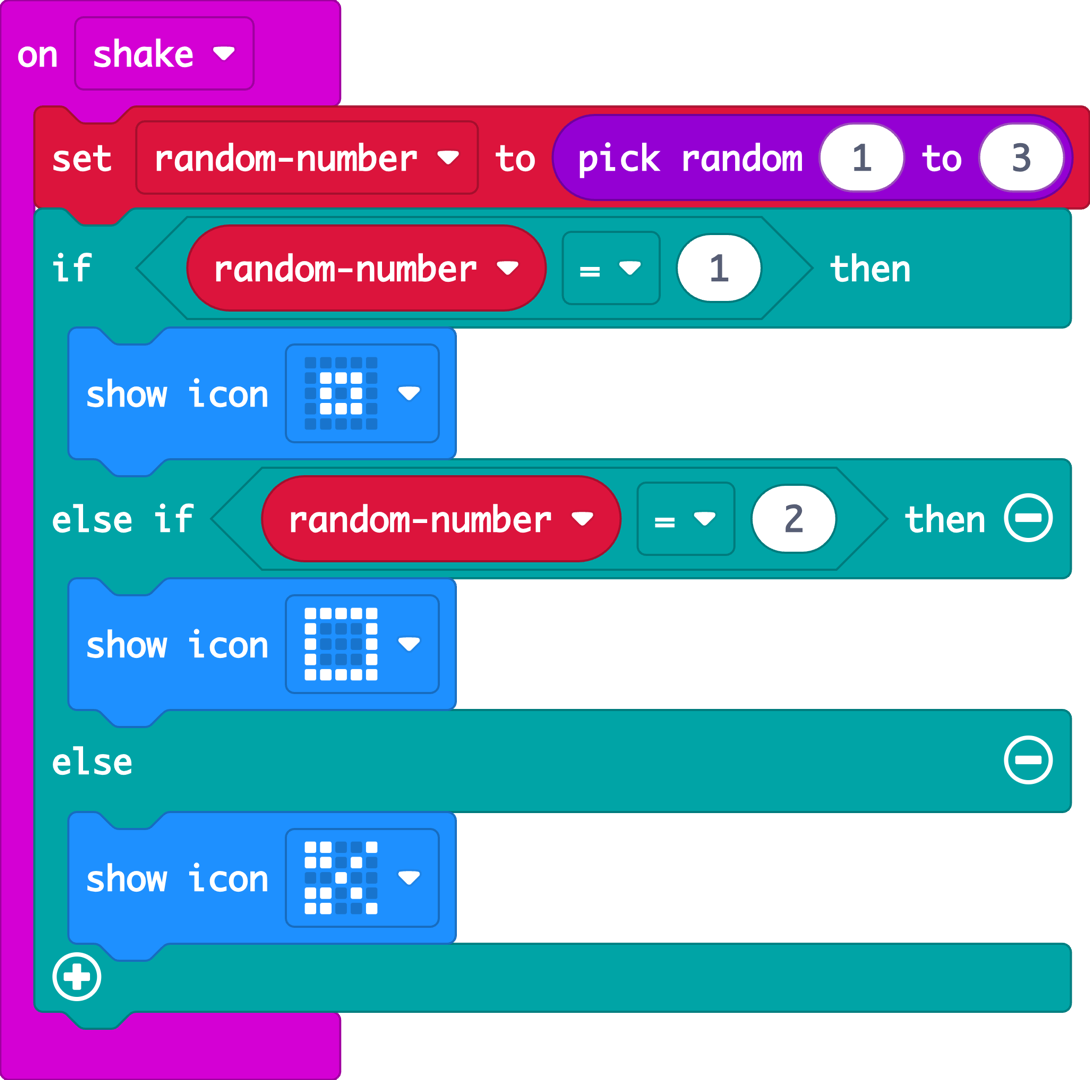 on shake
set random-number to pick random 1 to 3
if random-number = 1 then
show icon
else if random-number = 2 then
show icon
else
show icon